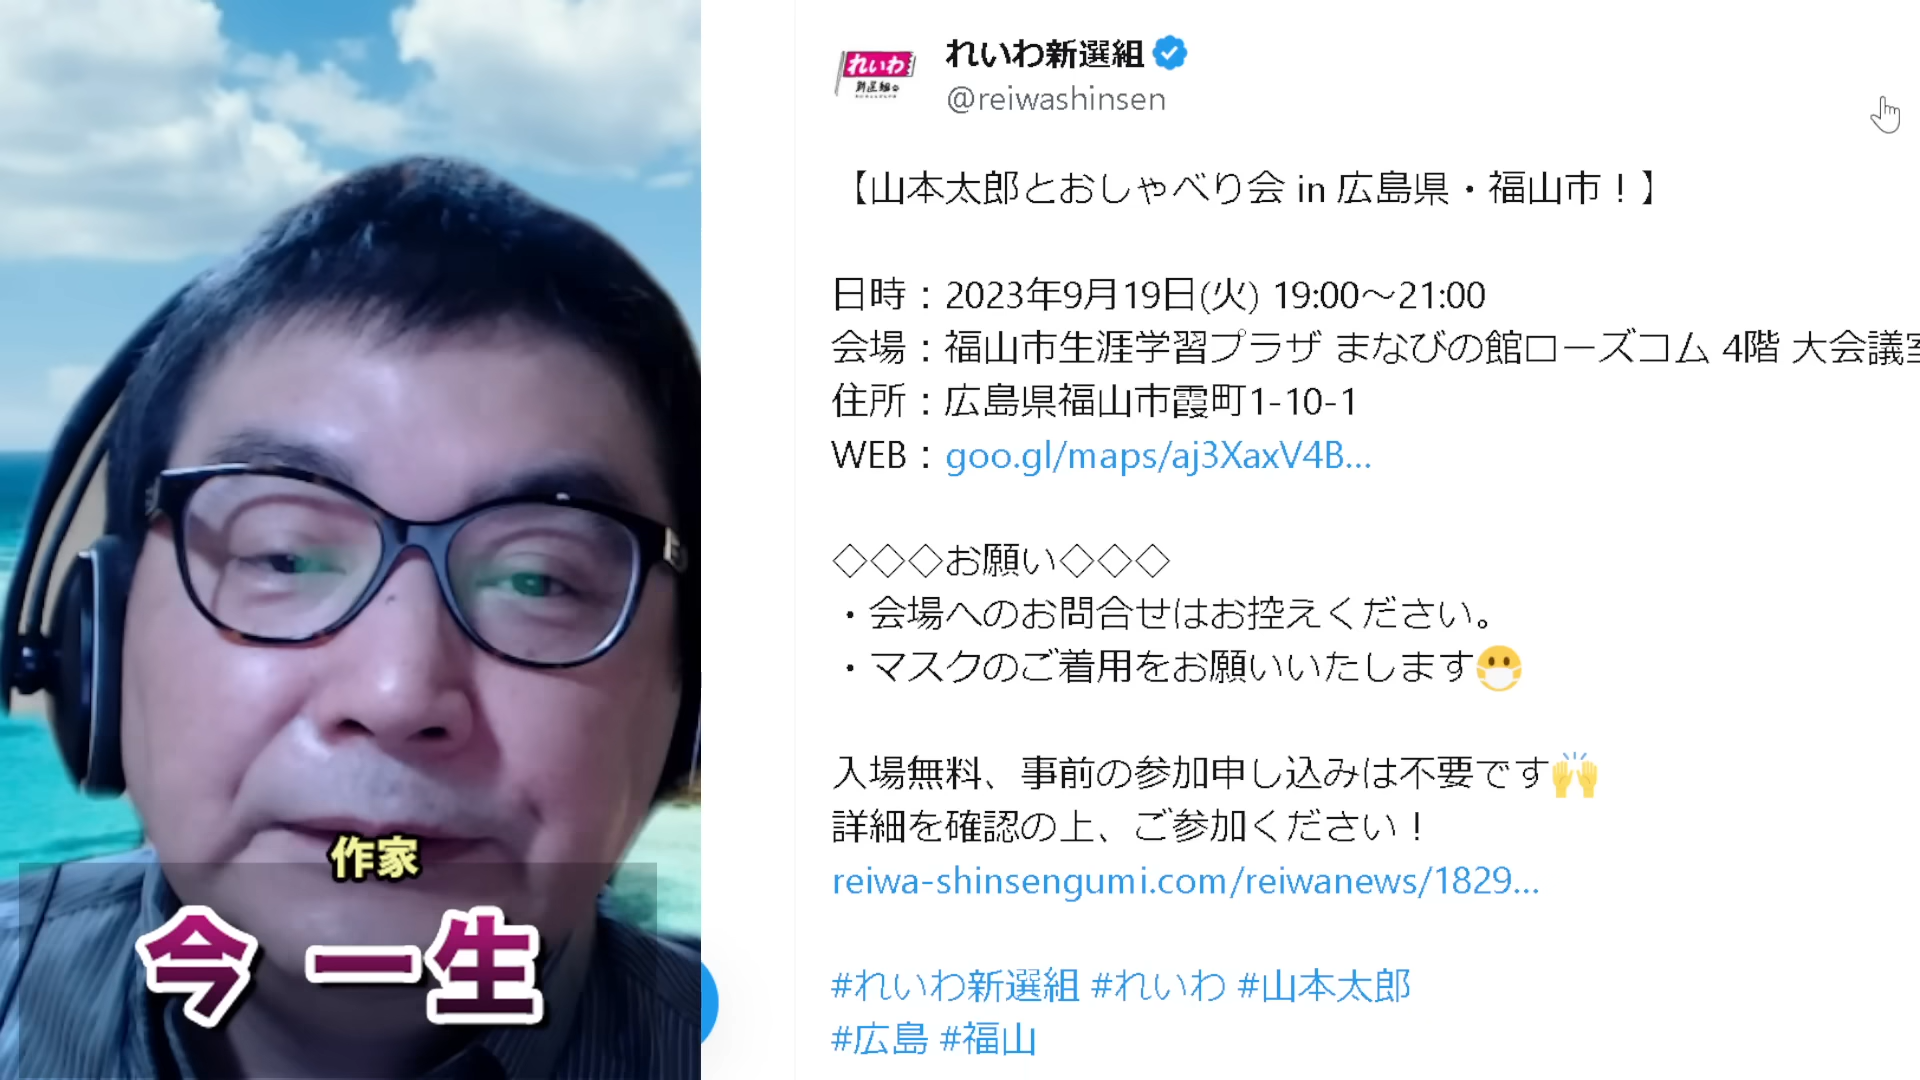 作家
今 一生
れいわ
新選組
れいわ新選組
@reiwashinsen
【山本太郎とおしゃべり会 in 広島県・福山市！】
日時：2023年9月19日(火) 19:00〜21:00
会場：福山市生涯学習プラザ まなびの館ローズコム 4階 大会議室
住所：広島県福山市霞町1-10-1
WEB：goo.gl/maps/aj3XaxV4B…
◇◇◇お願い◇◇◇
・会場へのお問合せはお控えください。
・マスクのご着用をお願いいたします😷
入場無料、事前の参加申し込みは不要です🙌
詳細を確認の上、ご参加ください！
reiwa-shinsengumi.com/reiwanews/1829…
#れいわ新選組 #れいわ #山本太郎
#広島 #福山